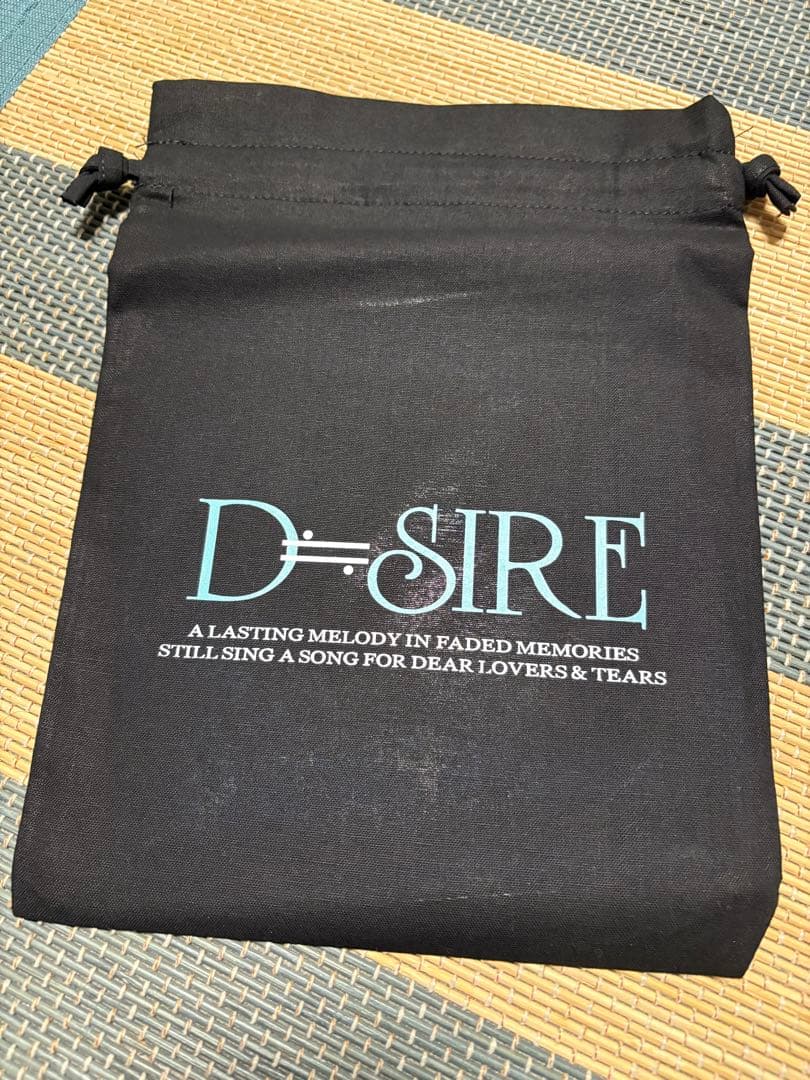 D≒SIRE
A LASTING MELODY IN FADED MEMORIES
STILL SING A SONG FOR DEAR LOVERS & TEARS